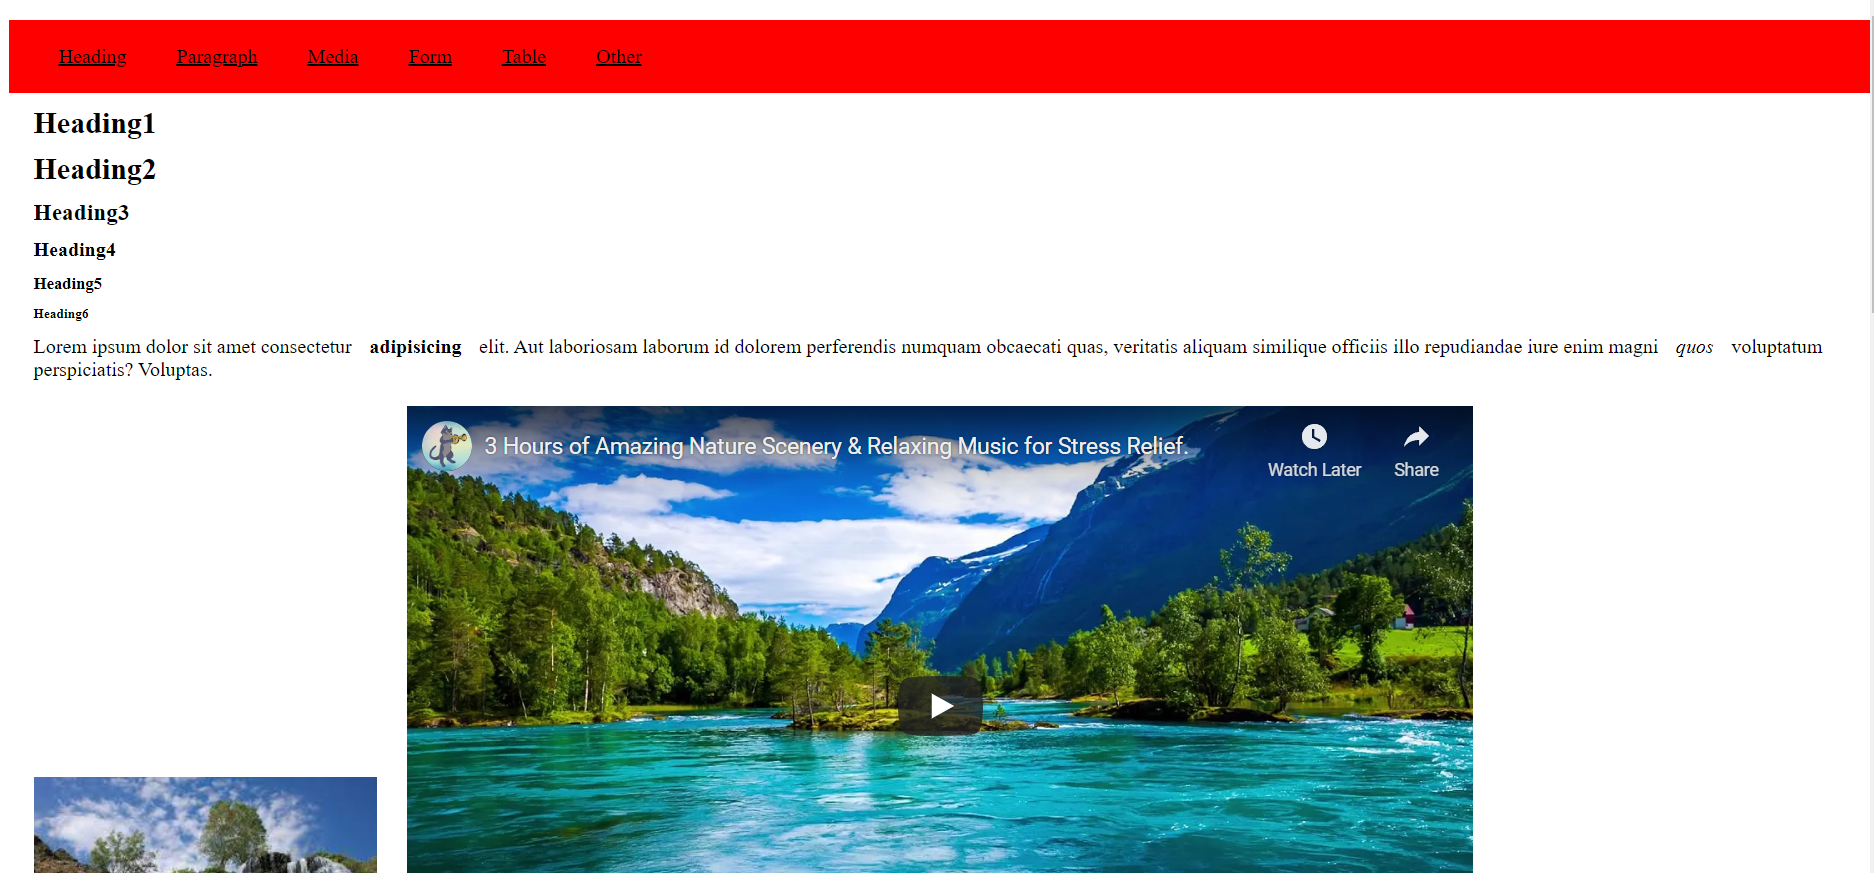 Heading Paragraph Media Form Table Other
Heading1
Heading2
Heading3
Heading4
Heading5
Heading6
Lorem ipsum dolor sit amet consectetur adipisicing elit. Aut laboriosam laborum id dolorem perferendis numquam obcaecati quas, veritatis aliquam similique officiis illo repudiandae iure enim magni quos voluptatum
perspiciatis? Voluptas.
3 Hours of Amazing Nature Scenery & Relaxing Music for Stress Relief.
Watch Later Share